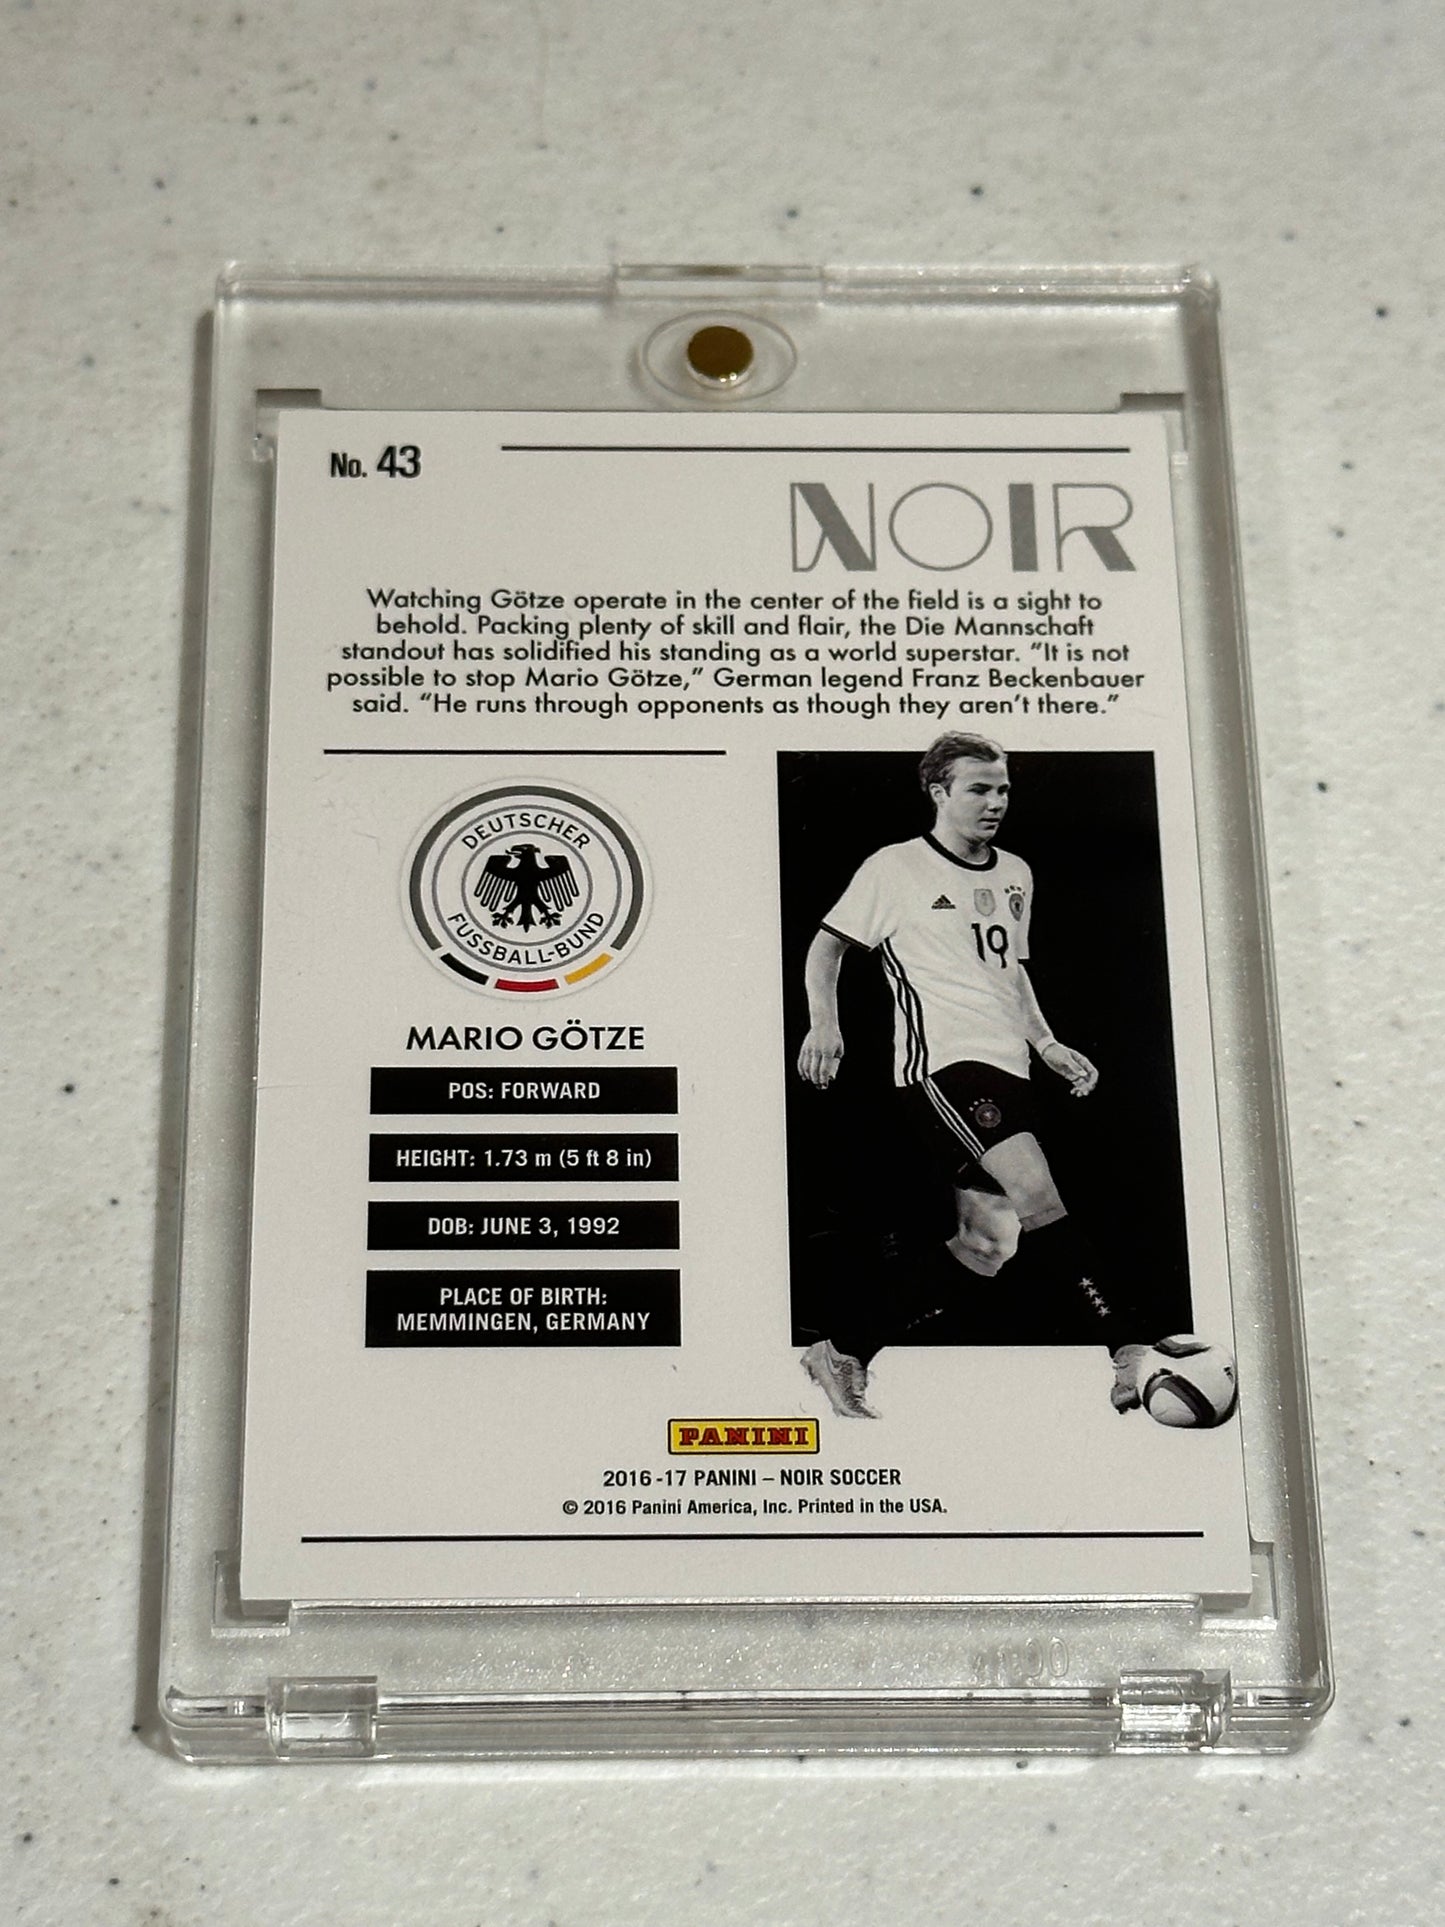 No. 43
NOIR
Watching Götze operate in the center of the field is a sight to
behold. Packing plenty of skill and flair, the Die Mannschaft
standout has solidified his standing as a world superstar. “It is not
possible to stop Mario Götze,” German legend Franz Beckenbauer
said. “He runs through opponents as though they aren’t there.”
DEUTSCHER
FUSSBALL-BUND
MARIO GÖTZE
POS: FORWARD
HEIGHT: 1.73 m (5 ft 8 in)
DOB: JUNE 3, 1992
PLACE OF BIRTH:
MEMMINGEN, GERMANY
19
PANINI
2016-17 PANINI – NOIR SOCCER
© 2016 Panini America, Inc. Printed in the USA.